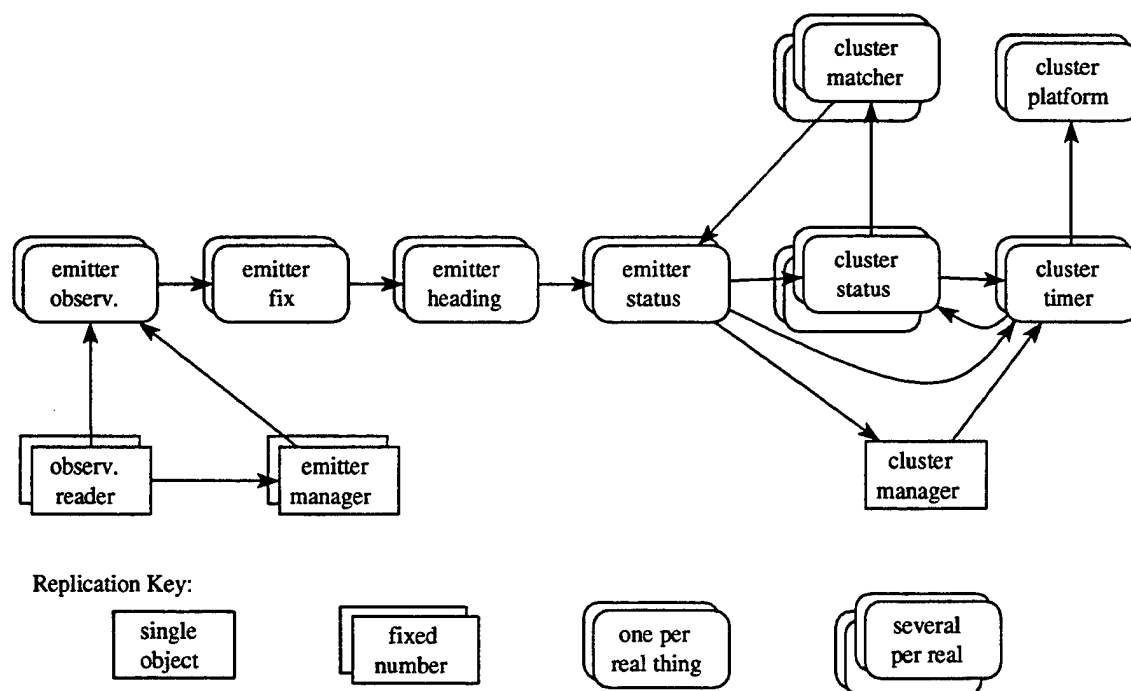 cluster
matcher
cluster
platform
emitter
observ.
emitter
fix
emitter
heading
emitter
status
cluster
status
cluster
timer
observ.
reader
emitter
manager
cluster
manager
Replication Key:
single
object
fixed
number
one per
real thing
several
per real